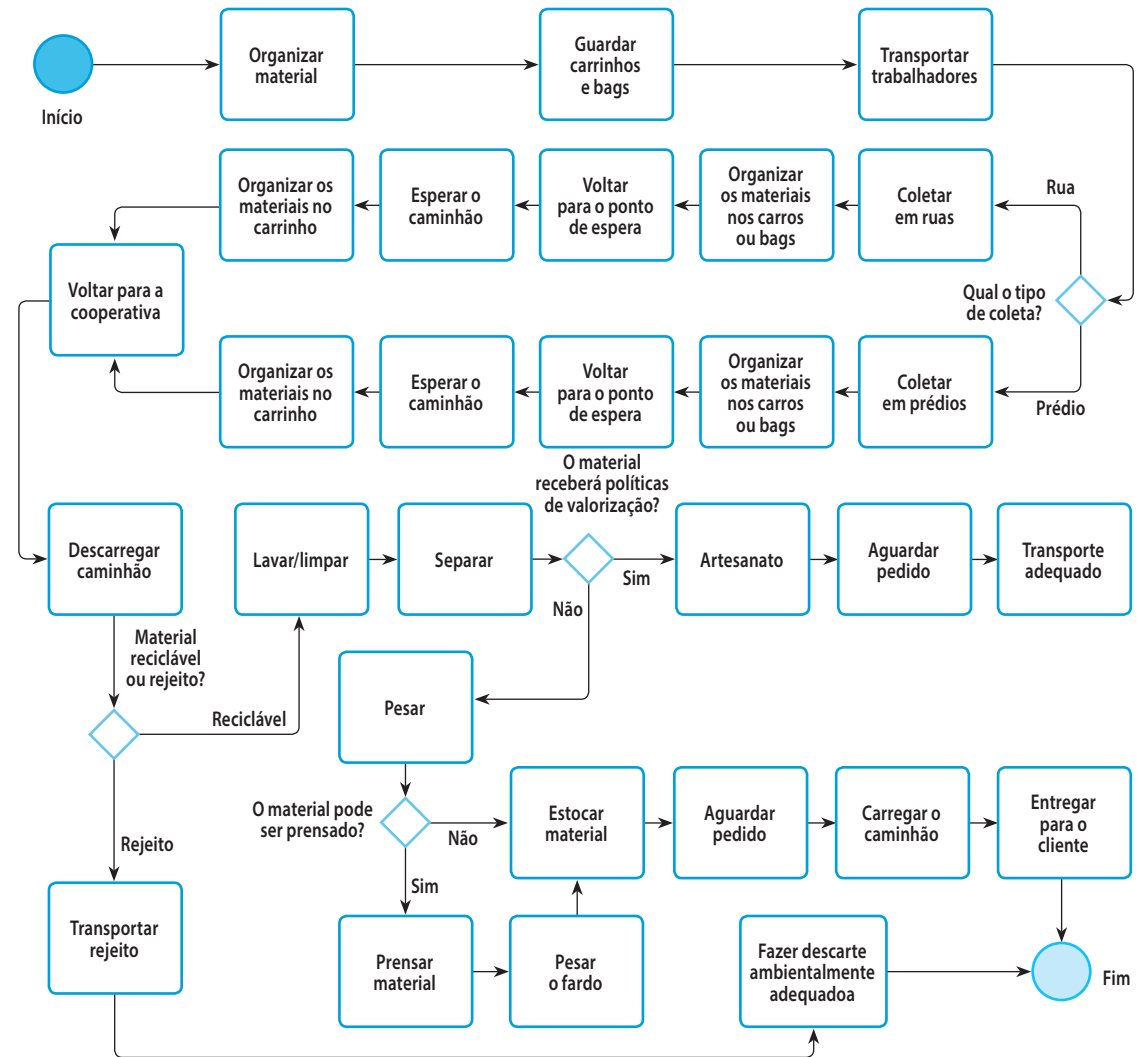 Início
Organizar
material
Guardar
carrinhos
e bags
Transportar
trabalhadores
Organizar os
materiais no
carrinho
Esperar o
caminhão
Voltar
para o ponto
de espera
Organizar
os materiais
nos carros
ou bags
Coletar
em ruas
Rua
Voltar para a
cooperativa
Qual o tipo
de coleta?
Organizar os
materiais no
carrinho
Esperar o
caminhão
Voltar
para o ponto
de espera
Organizar
os materiais
nos carros
ou bags
Coletar
em prédios
Prédio
O material
receberá políticas
de valorização?
Descarregar
caminhão
Lavar/limpar
Separar
Sim
Não
Artesanato
Aguardar
pedido
Transporte
adequado
Material
reciclável
ou rejeito?
Reciclável
Pesar
O material pode
ser prensado?
Não
Estocar
material
Aguardar
pedido
Carregar o
caminhão
Entregar
para o
cliente
Rejeito
Sim
Transportar
rejeito
Prensar
material
Pesar
o fardo
Fazer descarte
ambientalmente
adequadoa
Fim